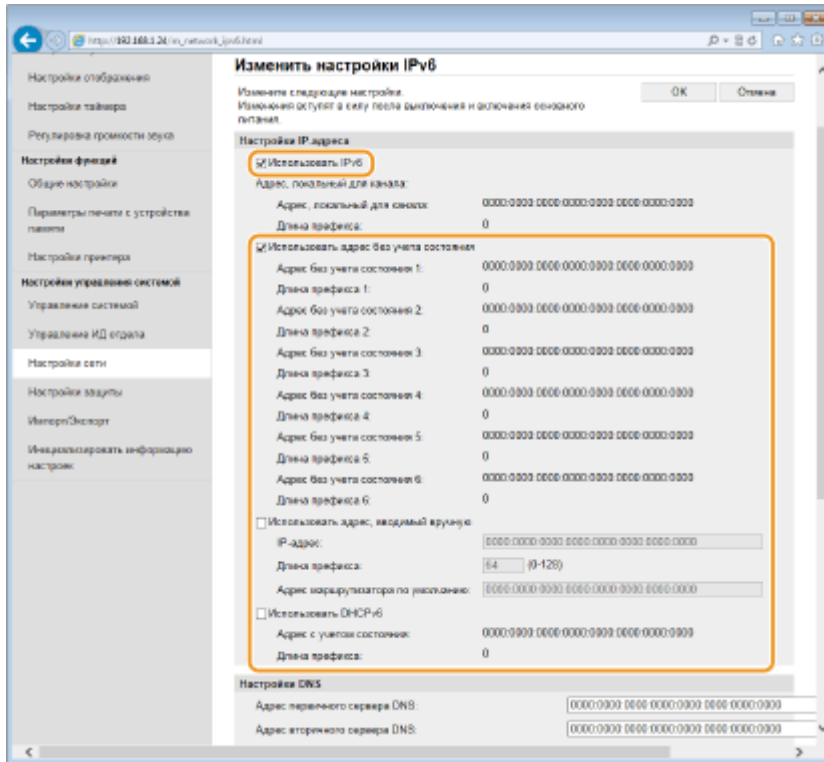 http://192.168.1.24/m_network_ipv6.html
Настройки отображения
Настройки таймера
Регулировка громкости звука
Настройки функций
Общие настройки
Параметры печати с устройства
памяти
Настройки принтера
Настройки управления системой
Управление системой
Управление ИД отдела
Настройки сети
Настройки защиты
Импорт/Экспорт
Инициализировать информацию
настроек
Изменить настройки IPv6
Измените следующие настройки.
Изменения вступят в силу после выключения и включения основного
питания.
OK
Отмена
Настройки IP-адреса
Использовать IPv6
Адрес, локальный для канала:
Адрес, локальный для канала: 0000:0000:0000:0000:0000:0000:0000:0000
Длина префикса: 0
Использовать адрес без учета состояния
Адрес без учета состояния 1: 0000:0000:0000:0000:0000:0000:0000:0000
Длина префикса 1: 0
Адрес без учета состояния 2: 0000:0000:0000:0000:0000:0000:0000:0000
Длина префикса 2: 0
Адрес без учета состояния 3: 0000:0000:0000:0000:0000:0000:0000:0000
Длина префикса 3: 0
Адрес без учета состояния 4: 0000:0000:0000:0000:0000:0000:0000:0000
Длина префикса 4: 0
Адрес без учета состояния 5: 0000:0000:0000:0000:0000:0000:0000:0000
Длина префикса 5: 0
Адрес без учета состояния 6: 0000:0000:0000:0000:0000:0000:0000:0000
Длина префикса 6: 0
Использовать адрес, вводимый вручную
IP-адрес: 0000:0000:0000:0000:0000:0000:0000:0000
Длина префикса: 64 (0-128)
Адрес маршрутизатора по умолчанию: 0000:0000:0000:0000:0000:0000:0000:0000
Использовать DHCPv6
Адрес с учетом состояния: 0000:0000:0000:0000:0000:0000:0000:0000
Длина префикса: 0
Настройки DNS
Адрес первичного сервера DNS: 0000:0000:0000:0000:0000:0000:0000:0000
Адрес вторичного сервера DNS: 0000:0000:0000:0000:0000:0000:0000:0000